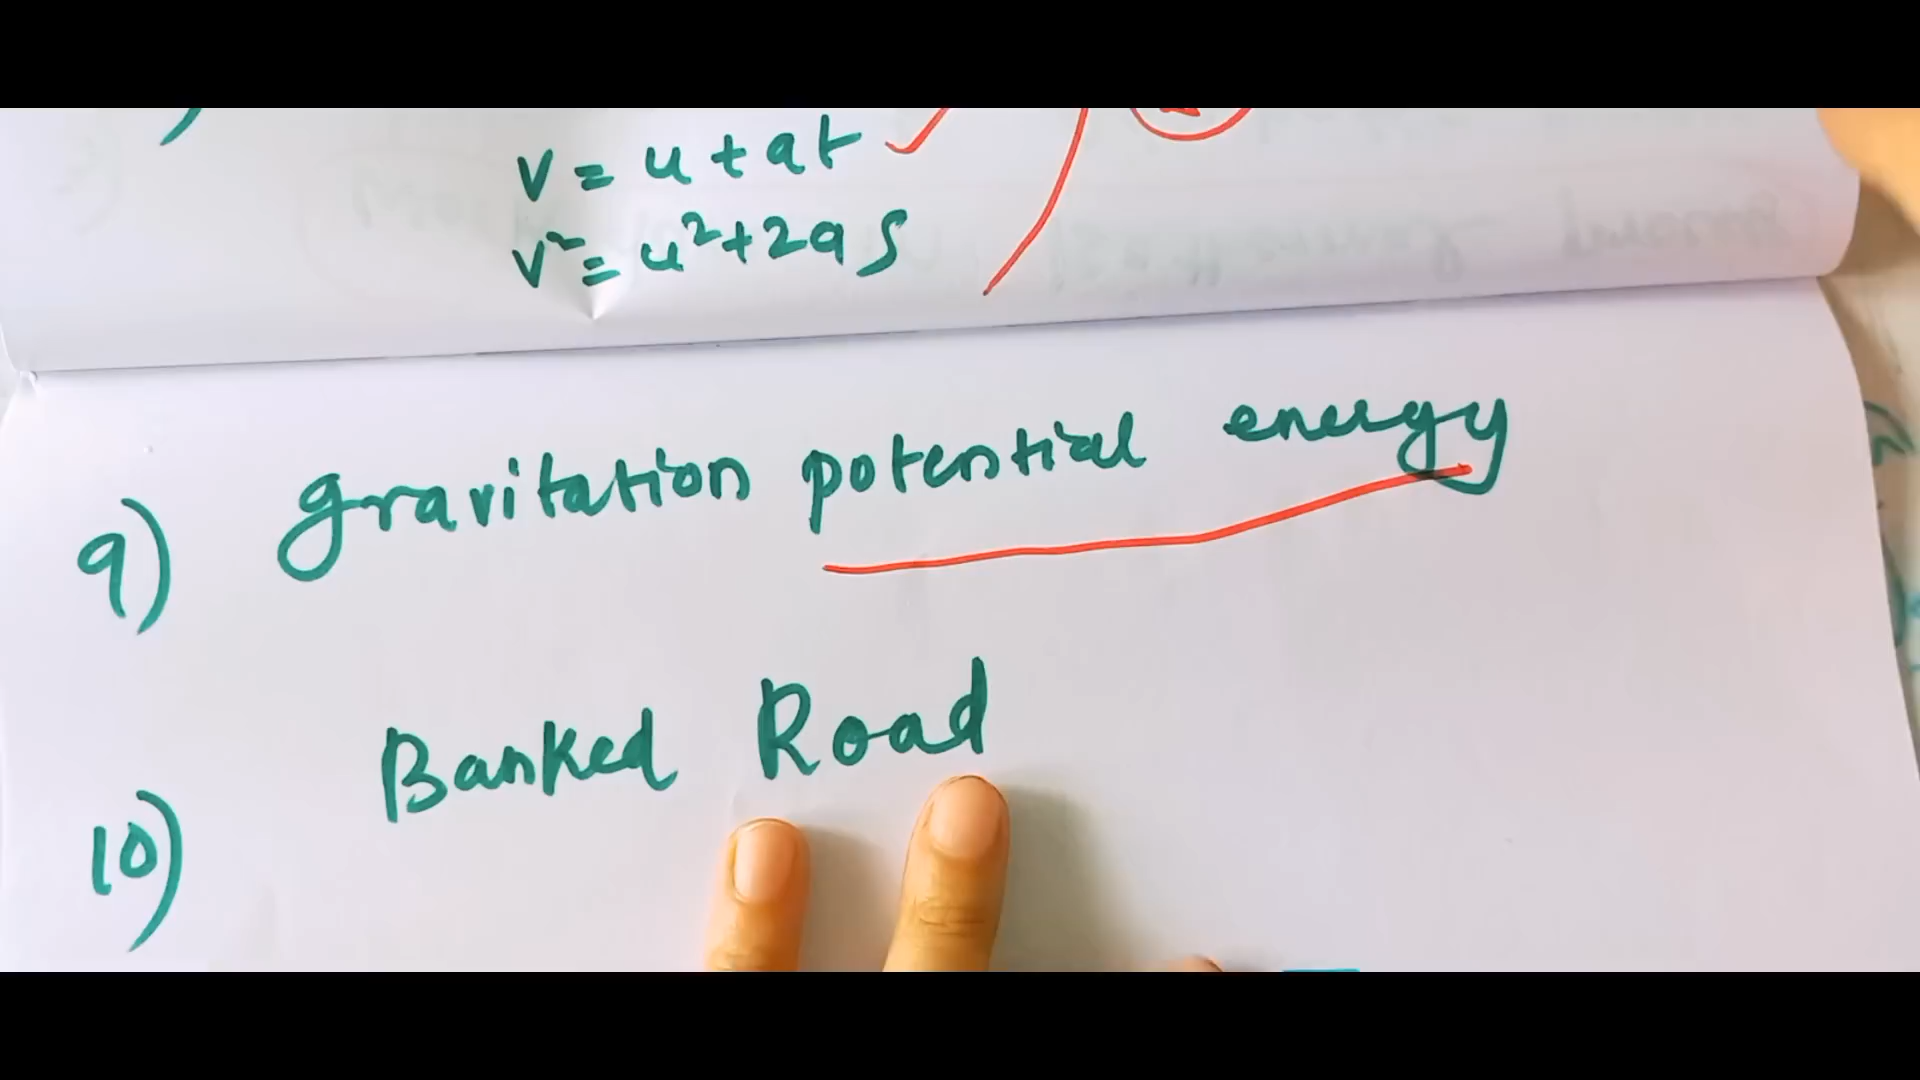 v = u + at
v² = u² + 2as
9) gravitation potential energy
10) Banked Road